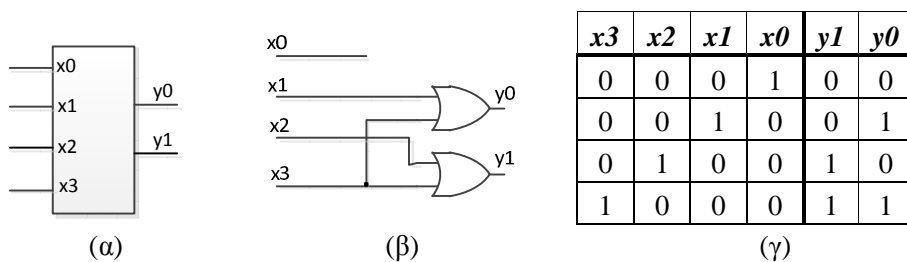 x0
x1
x2
x3
y0
y1
(α)
x0
x1
x2
x3
y0
y1
(β)
x3 x2 x1 x0 y1 y0
0 0 0 1 0 0
0 0 1 0 0 1
0 1 0 0 1 0
1 0 0 0 1 1
(γ)